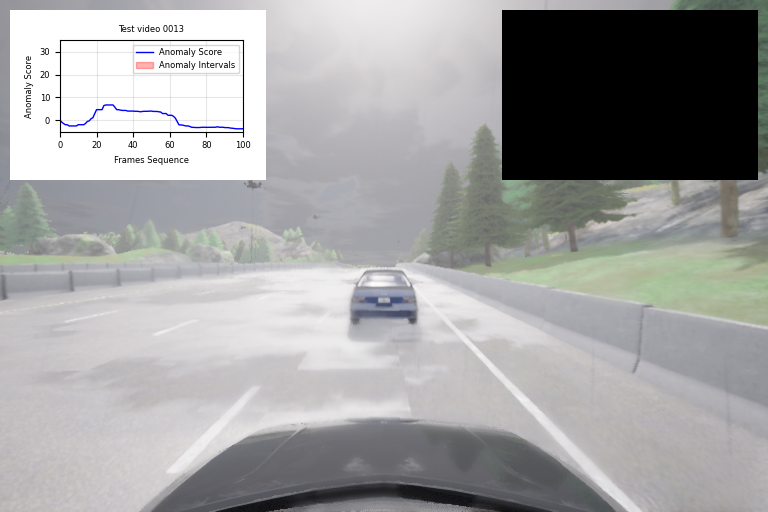 Test video 0013
Anomaly Score
Anomaly Intervals
30
20
10
0
Anomaly Score
0 20 40 60 80 100
Frames Sequence